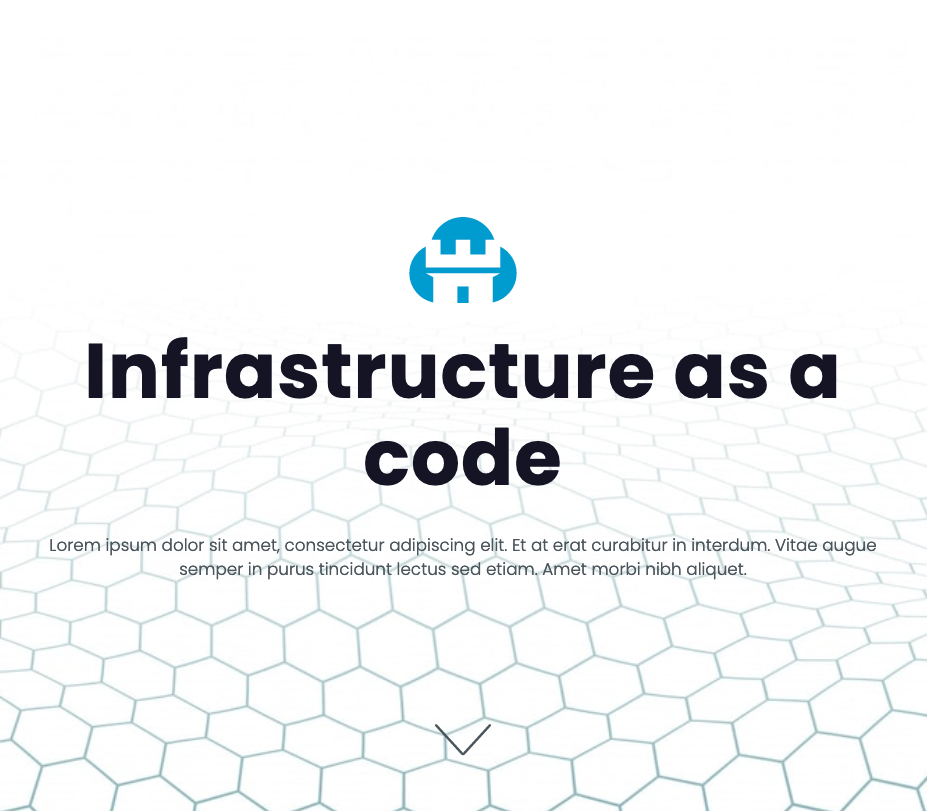 Infrastructure as a
code
Lorem ipsum dolor sit amet, consectetur adipiscing elit. Et at erat curabitur in interdum. Vitae augue
semper in purus tincidunt lectus sed etiam. Amet morbi nibh aliquet.